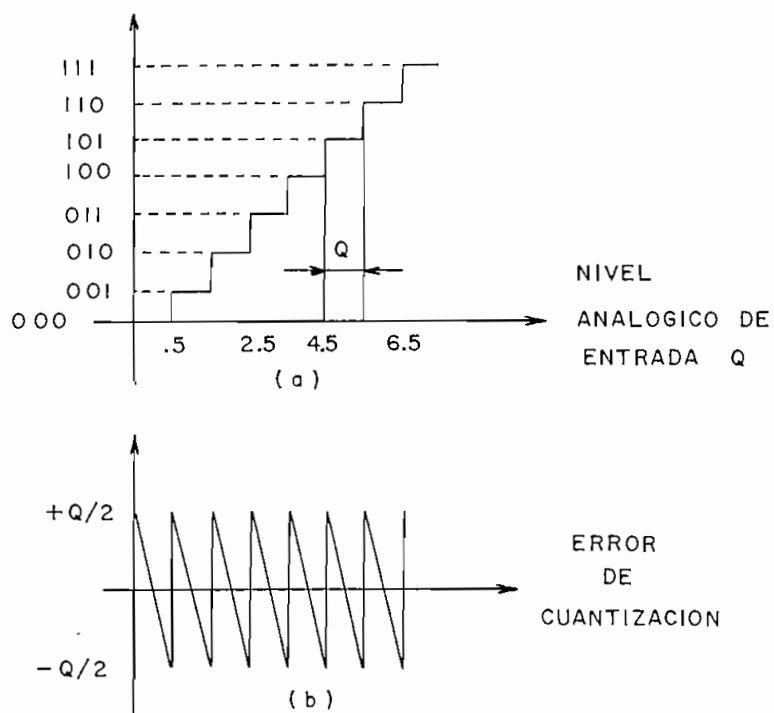 111
110
101
100
011
010
001
000
Q
.5 2.5 4.5 6.5
(a)
NIVEL
ANALOGICO DE
ENTRADA Q
+Q/2
-Q/2
(b)
ERROR
DE
CUANTIZACION